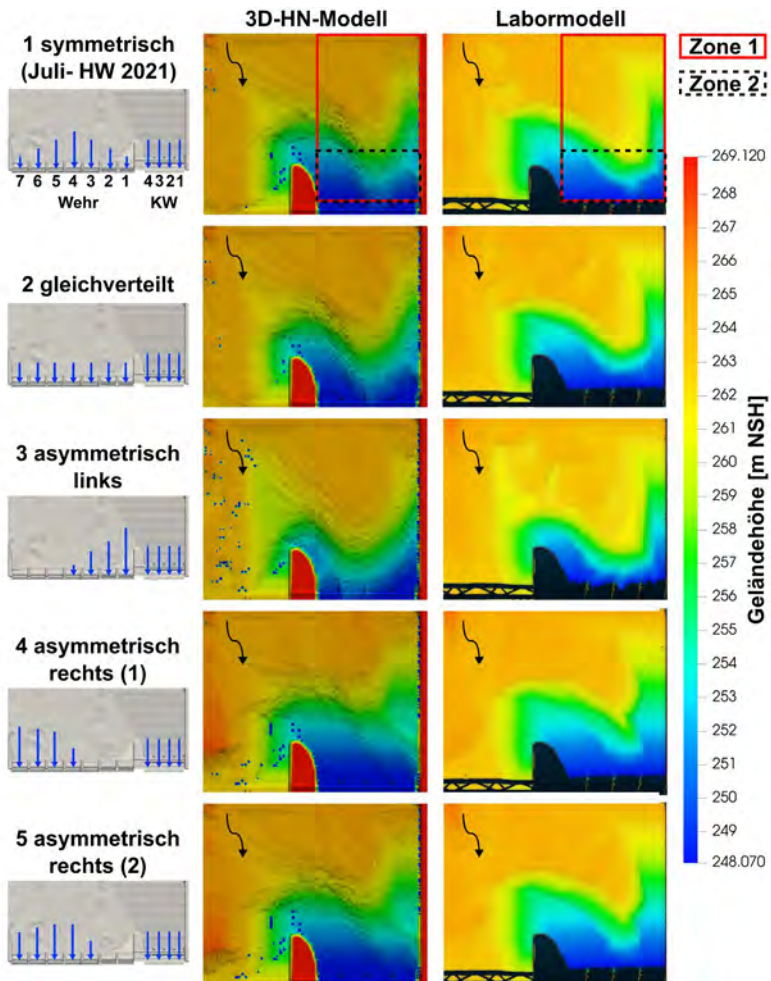 3D-HN-Modell
Labormodell
1 symmetrisch
(Juli- HW 2021)
7 6 5 4 3 2 1 4 3 2 1
Wehr KW
Zone 1
Zone 2
2 gleichverteilt
3 asymmetrisch
links
4 asymmetrisch
rechts (1)
5 asymmetrisch
rechts (2)
269.120
268
267
266
265
264
263
262
261
260
259
258
257
256
255
254
253
252
251
250
249
248.070
Geländehöhe [m NSH]